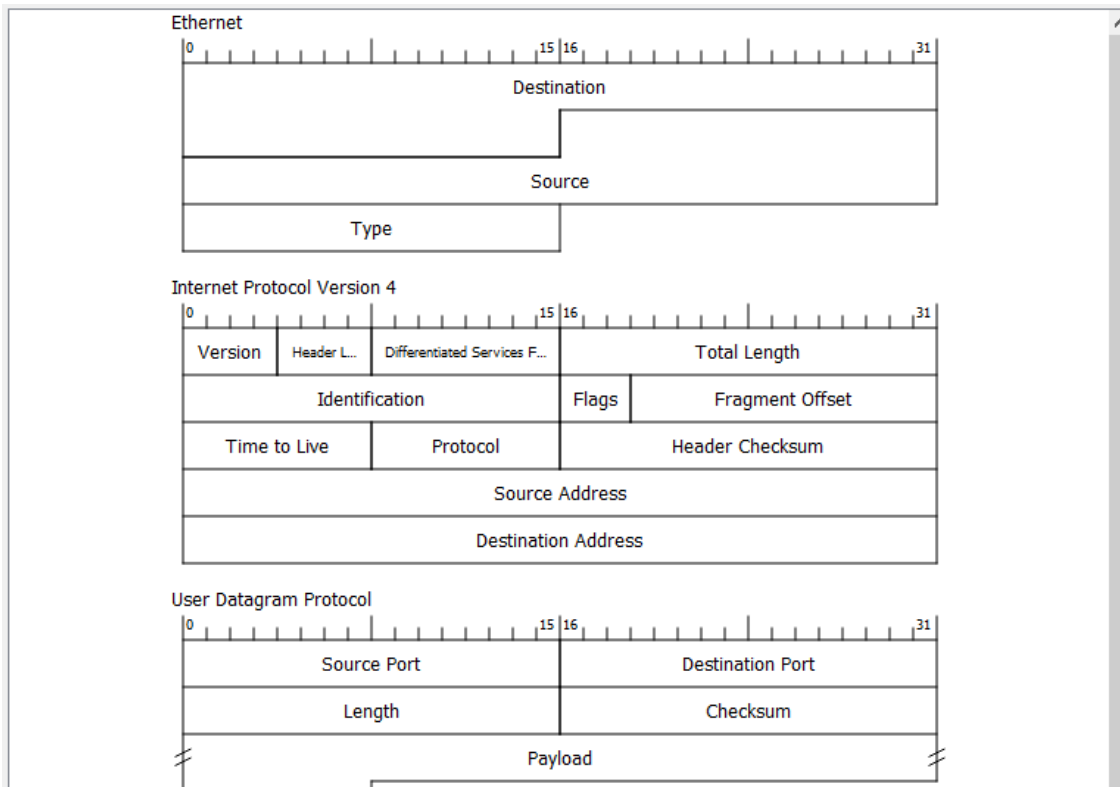 Ethernet
0 15 16 31
Destination
Source
Type
Internet Protocol Version 4
0 15 16 31
Version Header L... Differentiated Services F... Total Length
Identification Flags Fragment Offset
Time to Live Protocol Header Checksum
Source Address
Destination Address
User Datagram Protocol
0 15 16 31
Source Port Destination Port
Length Checksum
Payload